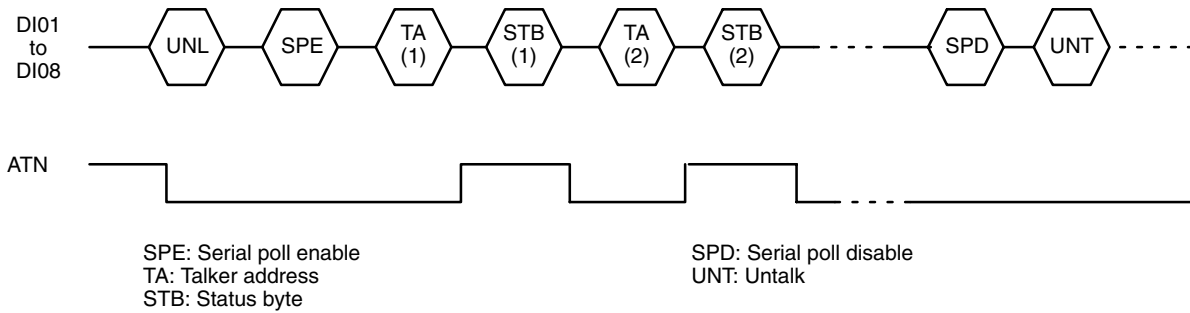 DI01
to
DI08
UNL
SPE
TA
(1)
STB
(1)
TA
(2)
STB
(2)
SPD
UNT
ATN
SPE: Serial poll enable
TA: Talker address
STB: Status byte
SPD: Serial poll disable
UNT: Untalk